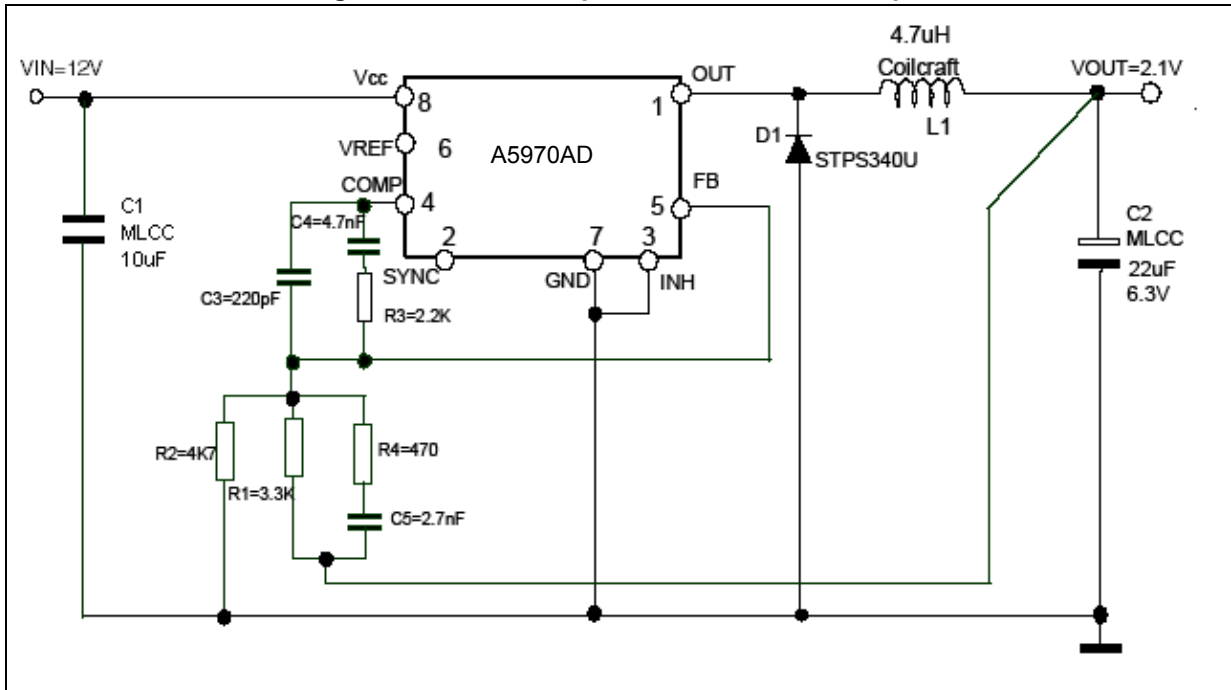 VIN=12V
Vcc
8
VREF
6
COMP
4
A5970AD
OUT
1
FB
5
2
SYNC
7
GND
3
INH
4.7uH
Coilcraft
L1
VOUT=2.1V
D1
STPS340U
C1
MLCC
10uF
C4=4.7nF
C3=220pF
R3=2.2K
C2
MLCC
22uF
6.3V
R2=4K7
R1=3.3K
R4=470
C5=2.7nF